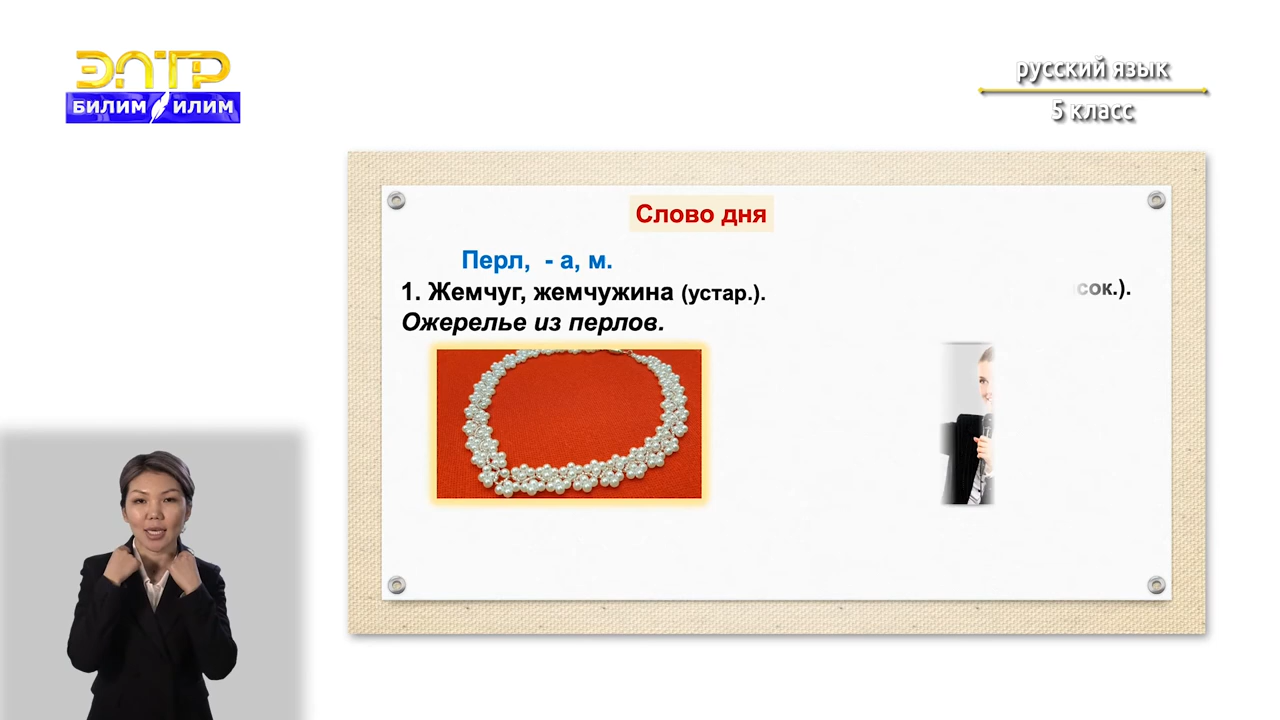 ЭЛТР
БИЛИМ ИЛИМ
русский язык
5 класс
Слово дня
Перл, - а, м.
1. Жемчуг, жемчужина (устар.).
Ожерелье из перлов.